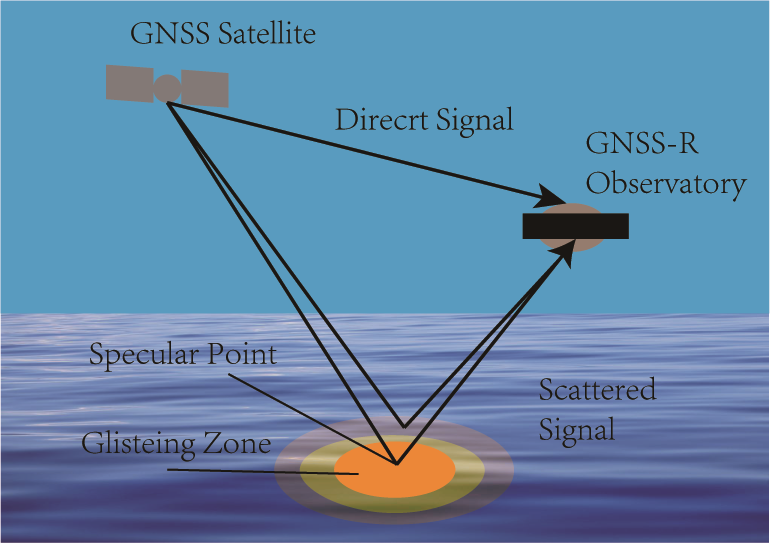 GNSS Satellite
Direcrt Signal
GNSS-R
Observatory
Specular Point
Scattered
Signal
Glisteing Zone